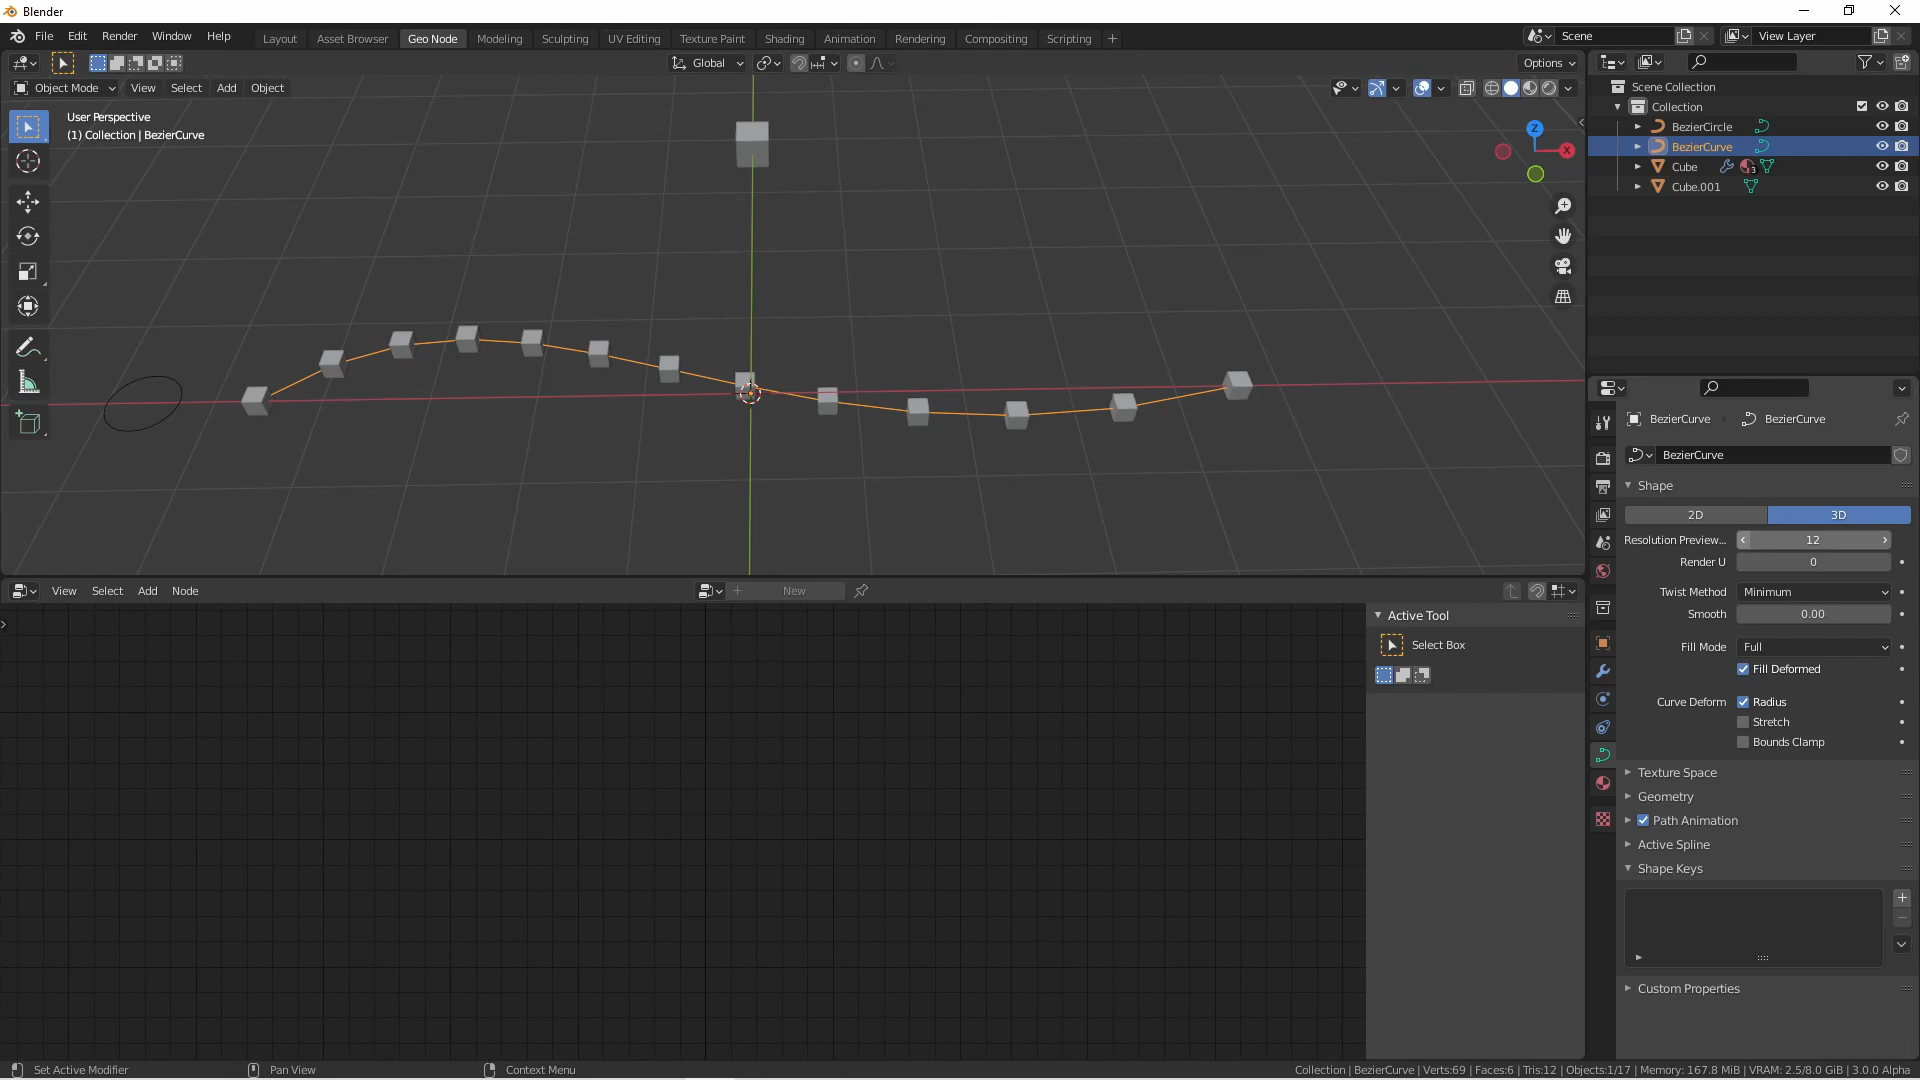 Blender
File Edit Render Window Help
Layout Asset Browser Geo Node Modeling Sculpting UV Editing Texture Paint Shading Animation Rendering Compositing Scripting +
Scene
View Layer
Global
Options
Object Mode View Select Add Object
User Perspective
(1) Collection | BezierCurve
Z
X
Scene Collection
Collection
BezierCircle
BezierCurve
Cube
3
Cube.001
BezierCurve
BezierCurve
BezierCurve
Shape
2D 3D
Resolution Preview... 12
Render U 0
Twist Method Minimum
Smooth 0.00
Fill Mode Full
Fill Deformed
Curve Deform Radius
Stretch
Bounds Clamp
Texture Space
Geometry
Path Animation
Active Spline
Shape Keys
Custom Properties
View Select Add Node
New
Active Tool
Select Box
Set Active Modifier
Pan View
Context Menu
Collection | BezierCurve | Verts:69 | Faces:6 | Tris:12 | Objects:1/17 | Memory: 167.8 MiB | VRAM: 2.5/8.0 GiB | 3.0.0 Alpha